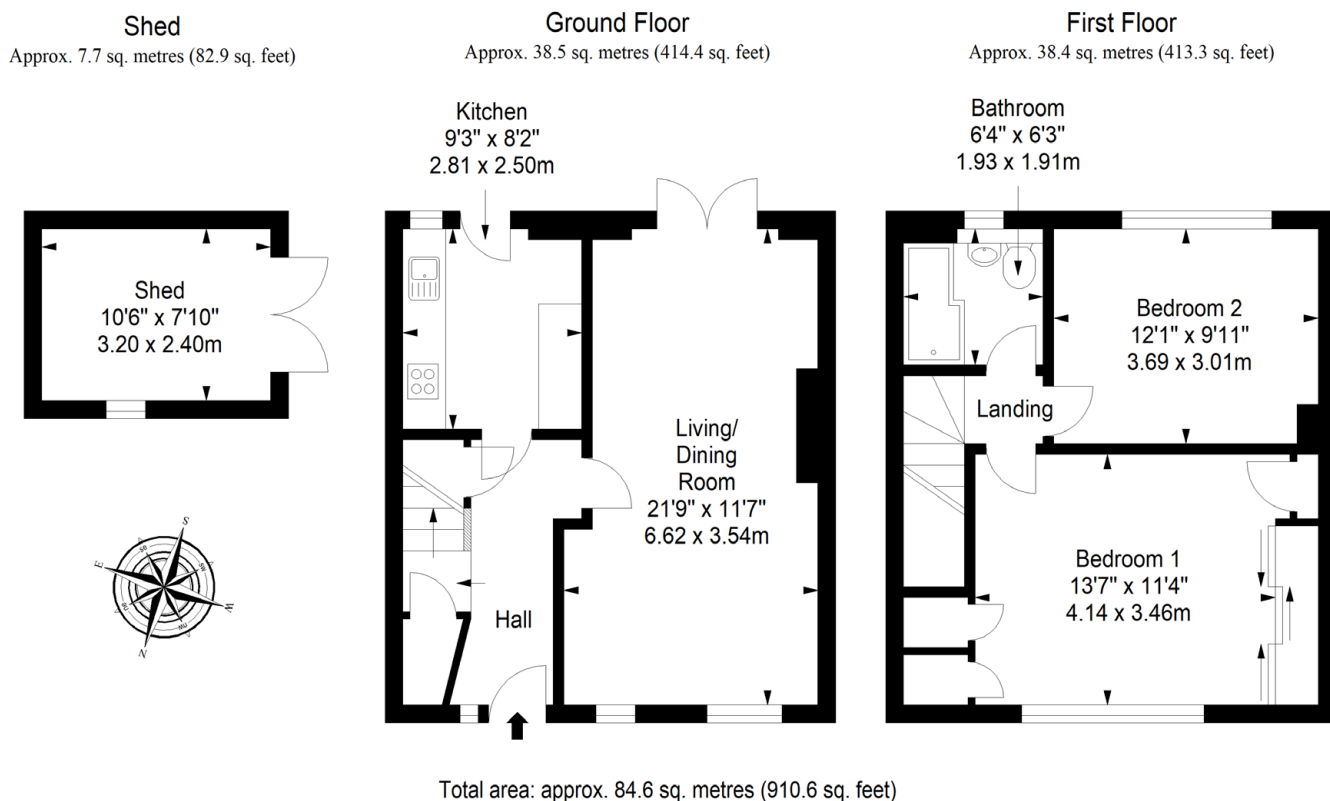 Shed
Approx. 7.7 sq. metres (82.9 sq. feet)
Ground Floor
Approx. 38.5 sq. metres (414.4 sq. feet)
First Floor
Approx. 38.4 sq. metres (413.3 sq. feet)
Kitchen
9'3" x 8'2"
2.81 x 2.50m
Bathroom
6'4" x 6'3"
1.93 x 1.91m
Shed
10'6" x 7'10"
3.20 x 2.40m
Living/
Dining
Room
21'9" x 11'7"
6.62 x 3.54m
Hall
Bedroom 2
12'1" x 9'11"
3.69 x 3.01m
Landing
Bedroom 1
13'7" x 11'4"
4.14 x 3.46m
S
se
sw
E
W
ne
nw
N
Total area: approx. 84.6 sq. metres (910.6 sq. feet)